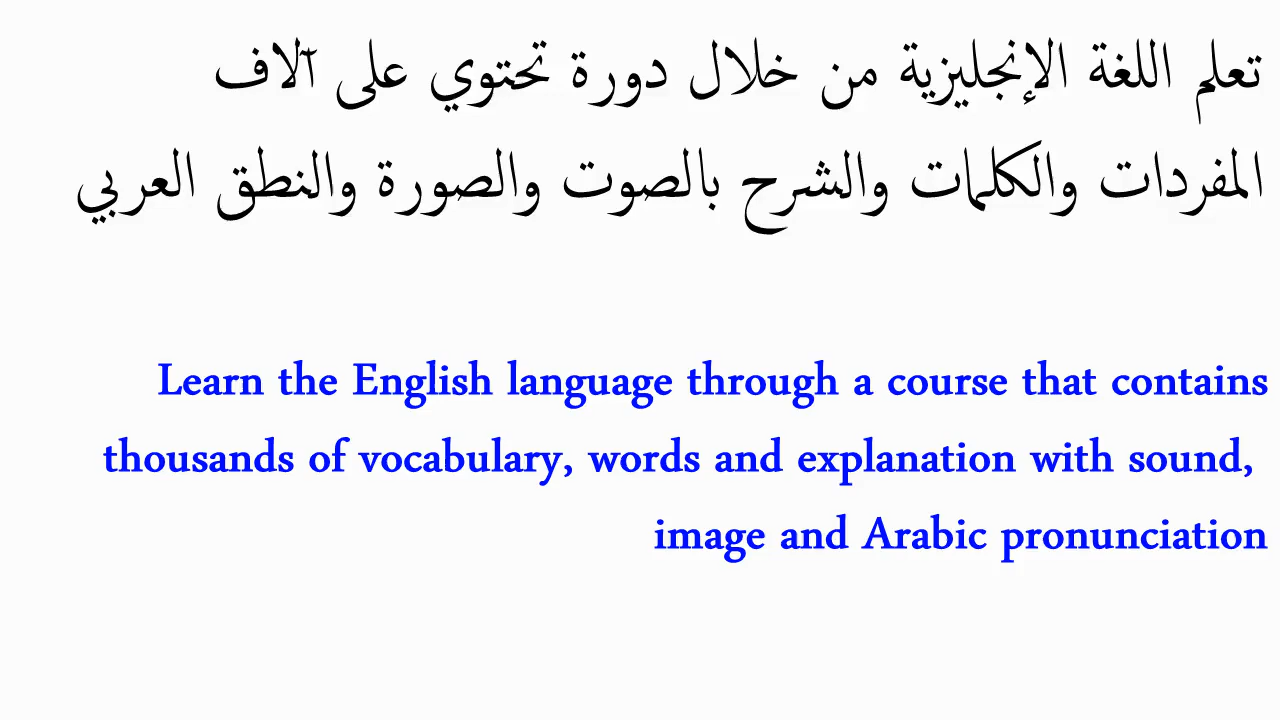 تعلم اللغة الإنجليزية من خلال دورة تحتوي على آلاف
المفردات والكلمات والشرح بالصوت والصورة والنطق العربي
Learn the English language through a course that contains
thousands of vocabulary, words and explanation with sound,
image and Arabic pronunciation